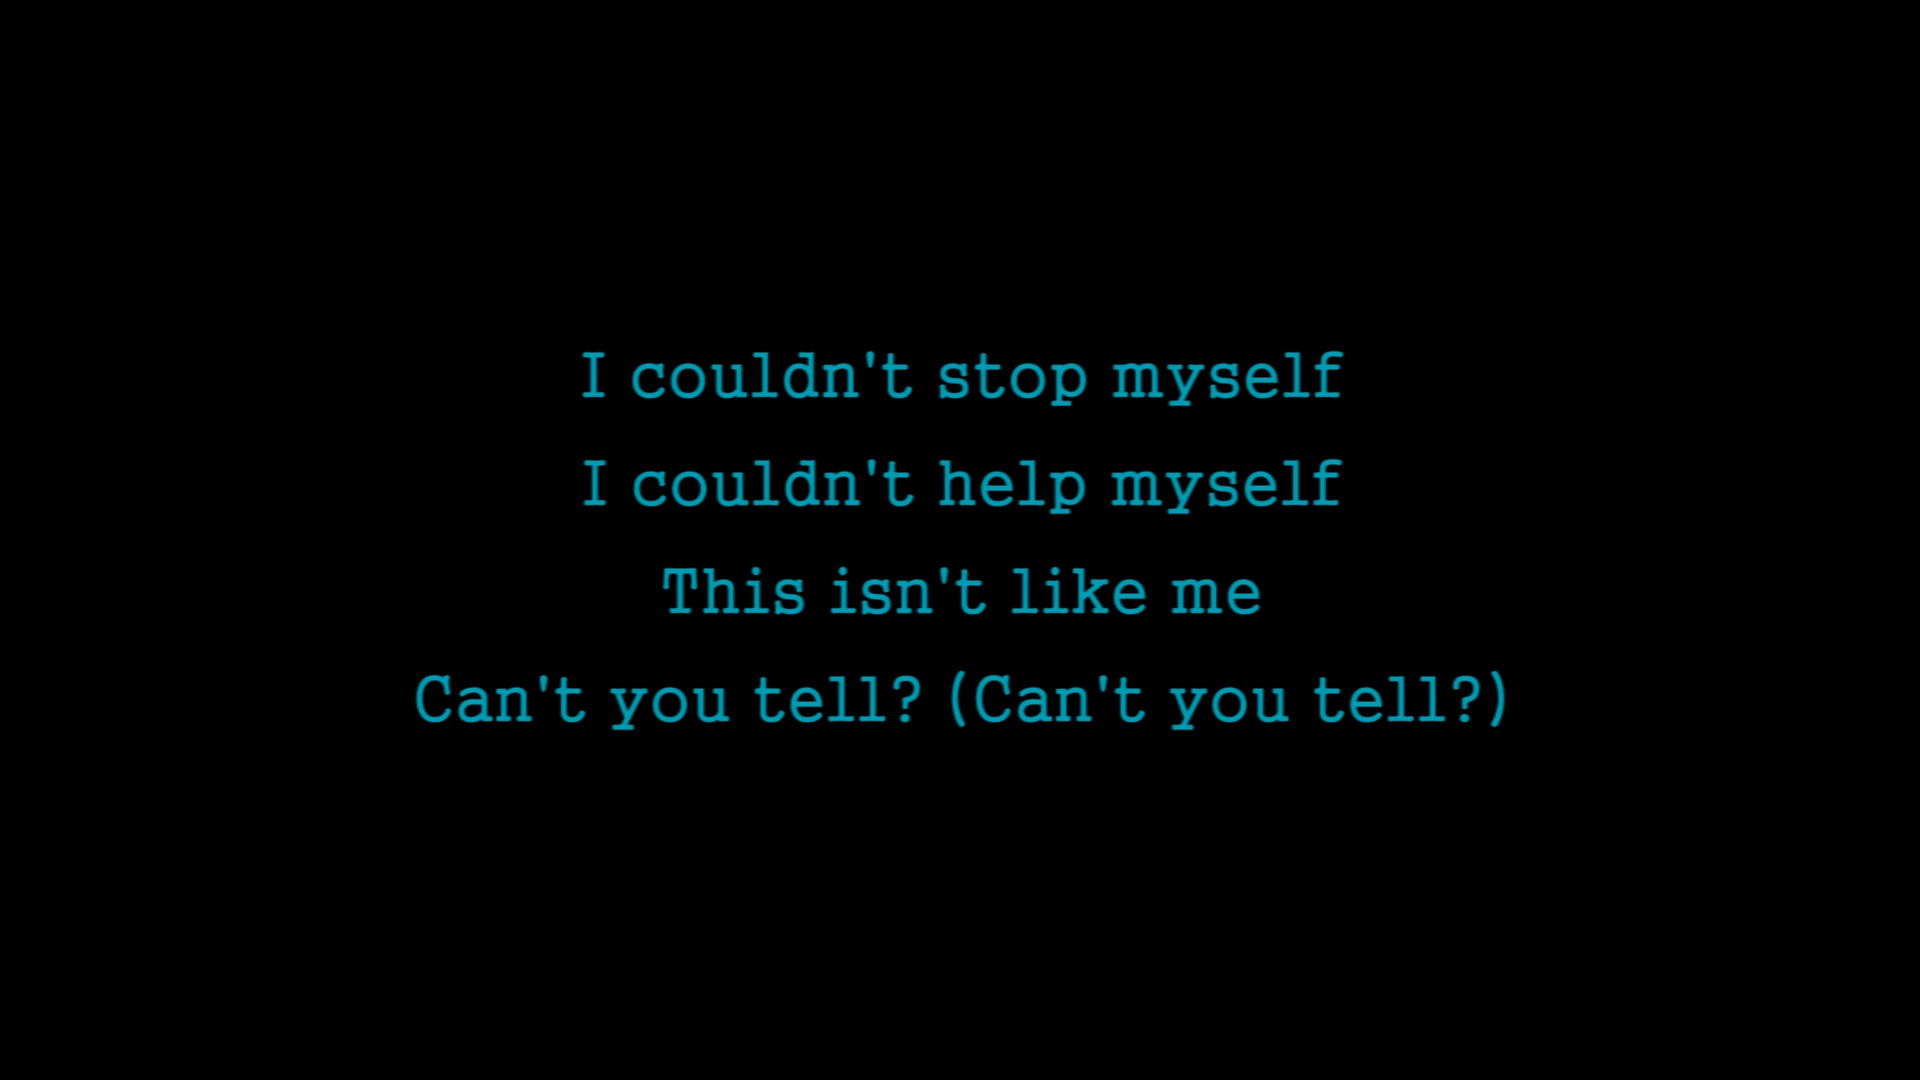 I couldn't stop myself
I couldn't help myself
This isn't like me
Can't you tell? (Can't you tell?)